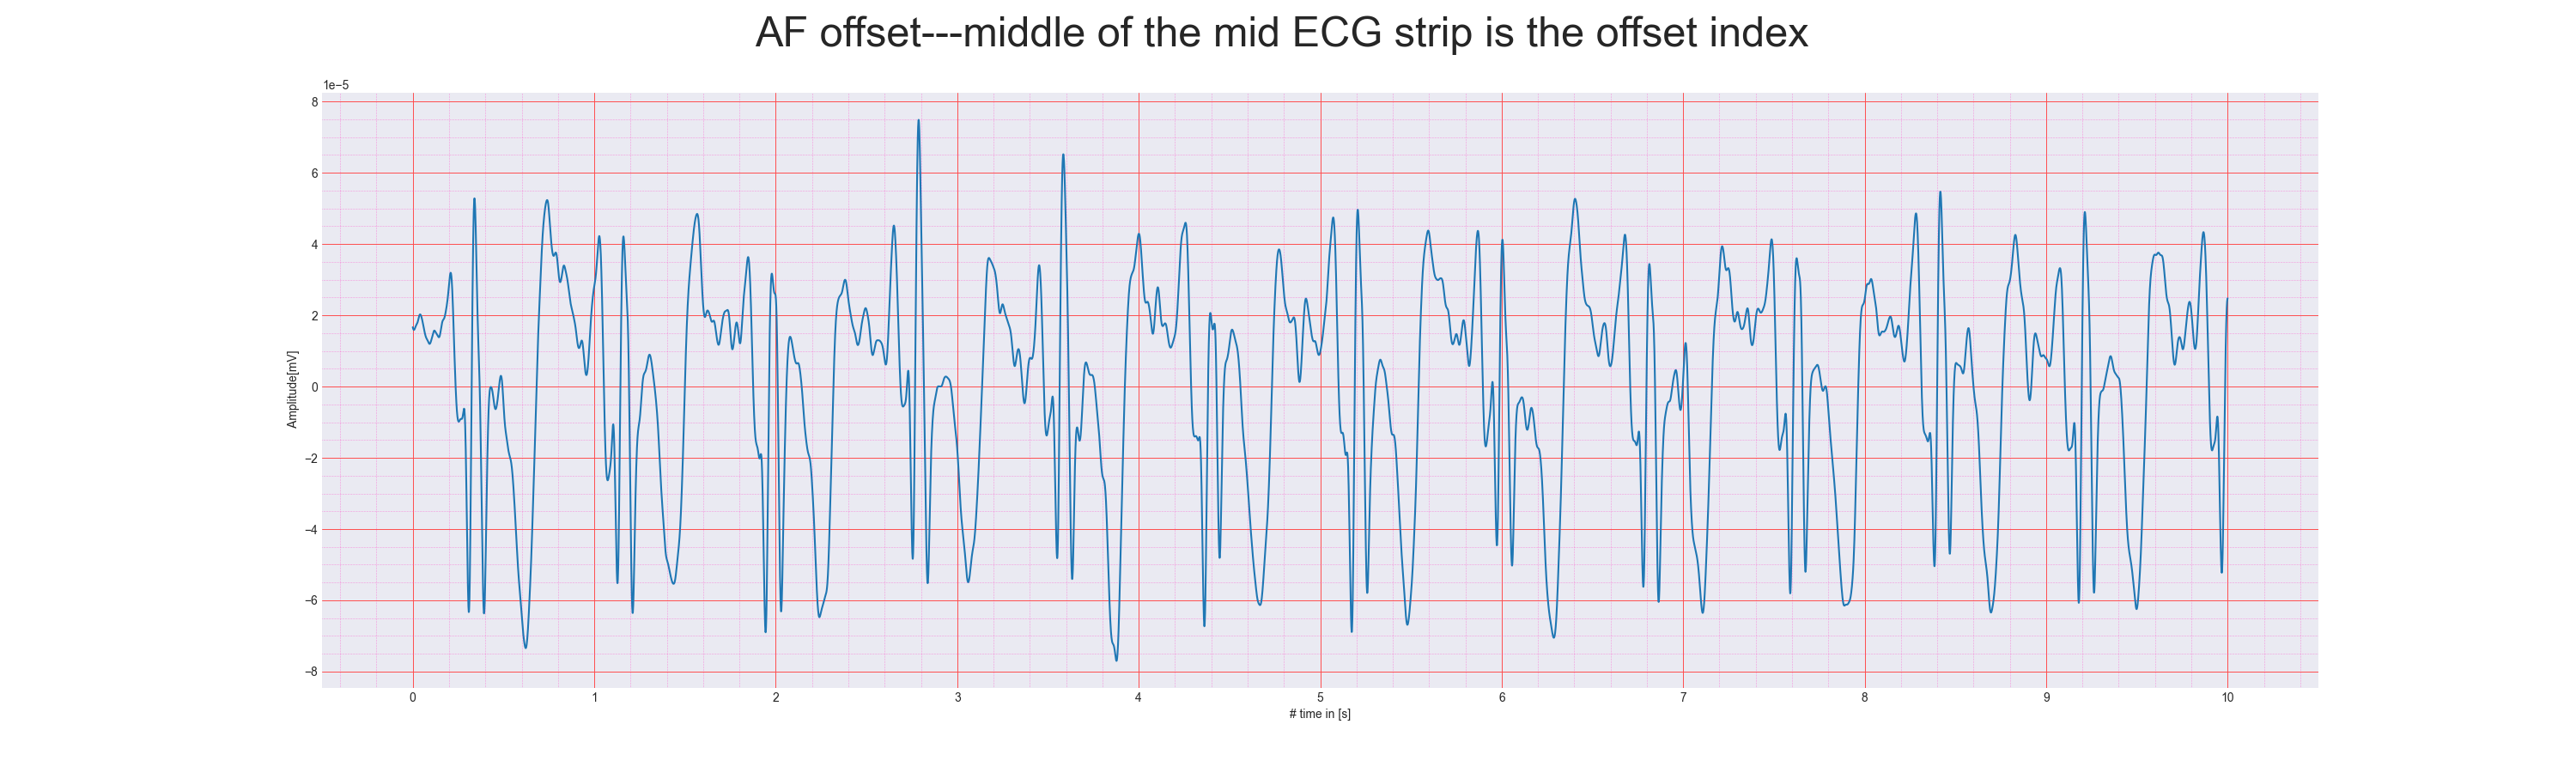 AF offset---middle of the mid ECG strip is the offset index
1e−5
8
6
4
2
0
−2
−4
−6
−8
Amplitude[mV]
0 1 2 3 4 5 6 7 8 9 10
# time in [s]